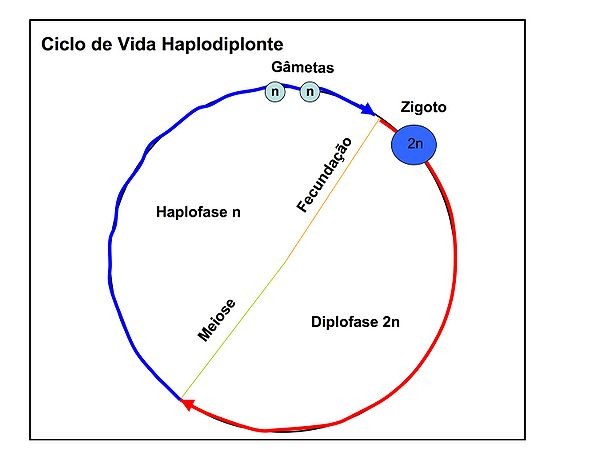 Ciclo de Vida Haplodiplonte
Gâmetas
n n
Zigoto
2n
Fecundação
Haplofase n
Meiose
Diplofase 2n